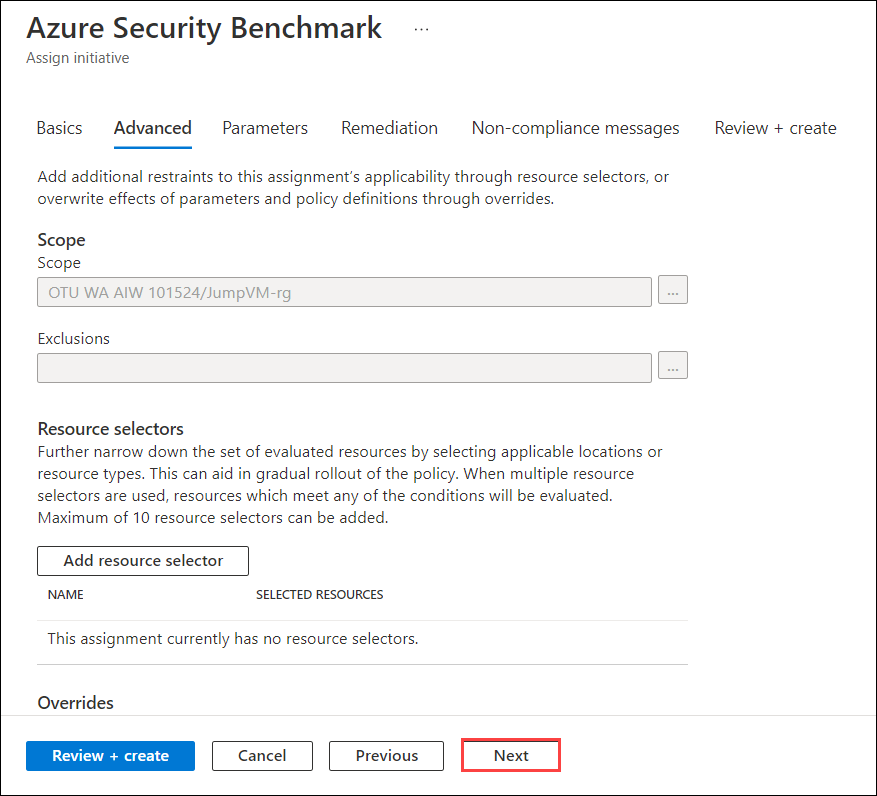 Azure Security Benchmark ...
Assign initiative
Basics Advanced Parameters Remediation Non-compliance messages Review + create
Add additional restraints to this assignment's applicability through resource selectors, or
overwrite effects of parameters and policy definitions through overrides.
Scope
Scope
OTU WA AIW 101524/JumpVM-rg ...
Exclusions
...
Resource selectors
Further narrow down the set of evaluated resources by selecting applicable locations or
resource types. This can aid in gradual rollout of the policy. When multiple resource
selectors are used, resources which meet any of the conditions will be evaluated.
Maximum of 10 resource selectors can be added.
Add resource selector
NAME SELECTED RESOURCES
This assignment currently has no resource selectors.
Overrides
Review + create Cancel Previous Next